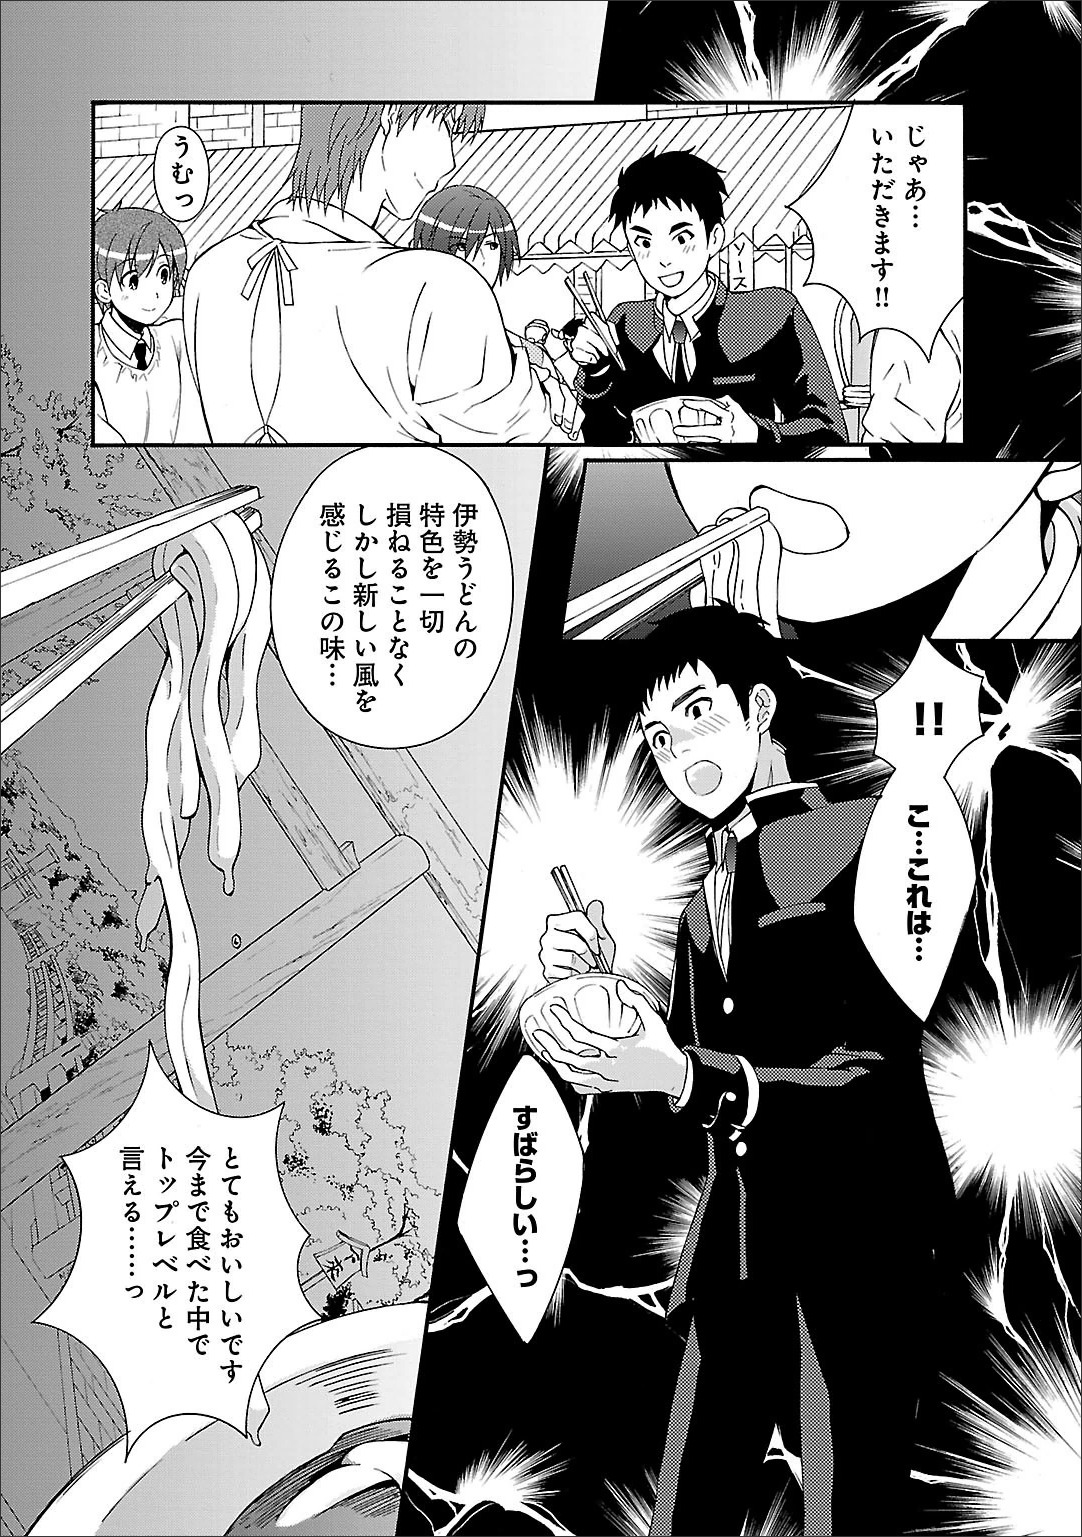 じゃあ…
いただきます!!
うむっ
ソース
!!
こ…これは…
すばらしい…っ
伊勢うどんの
特色を一切
損ねることなく
しかし新しい風を
感じるこの味…
とてもおいしいです
今まで食べた中で
トップレベルと
言える……っ